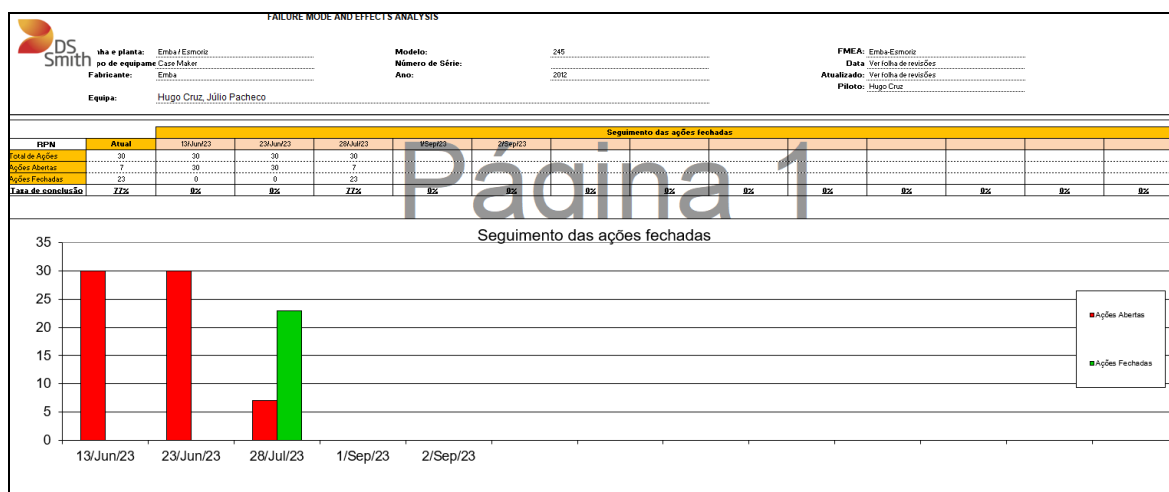 FAILURE MODE AND EFFECTS ANALYSIS
DS Smith
nha e planta: Emba / Esmoriz Modelo: 245 FMEA: Emba-Esmoriz
po de equipame Case Maker Número de Série: Data Ver folha de revisões
Fabricante: Emba Ano: 2012 Atualizado: Ver folha de revisões
Piloto: Hugo Cruz
Equipa: Hugo Cruz, Júlio Pacheco
Seguimento das ações fechadas
RPN Atual 13/Jun/23 23/Jun/23 28/Jul/23 1/Sep/23 2/Sep/23
Total de Ações 30 30 30 30
Ações Abertas 7 30 30 7
Ações Fechadas 23 0 0 23
Taxa de conclusão 77% 0% 0% 77% 0% 0% 0% 0% 0% 0% 0% 0% 0% 0%
Página 1
Seguimento das ações fechadas
35
30
25
20
15
10
5
0
13/Jun/23 23/Jun/23 28/Jul/23 1/Sep/23 2/Sep/23
Ações Abertas
Ações Fechadas